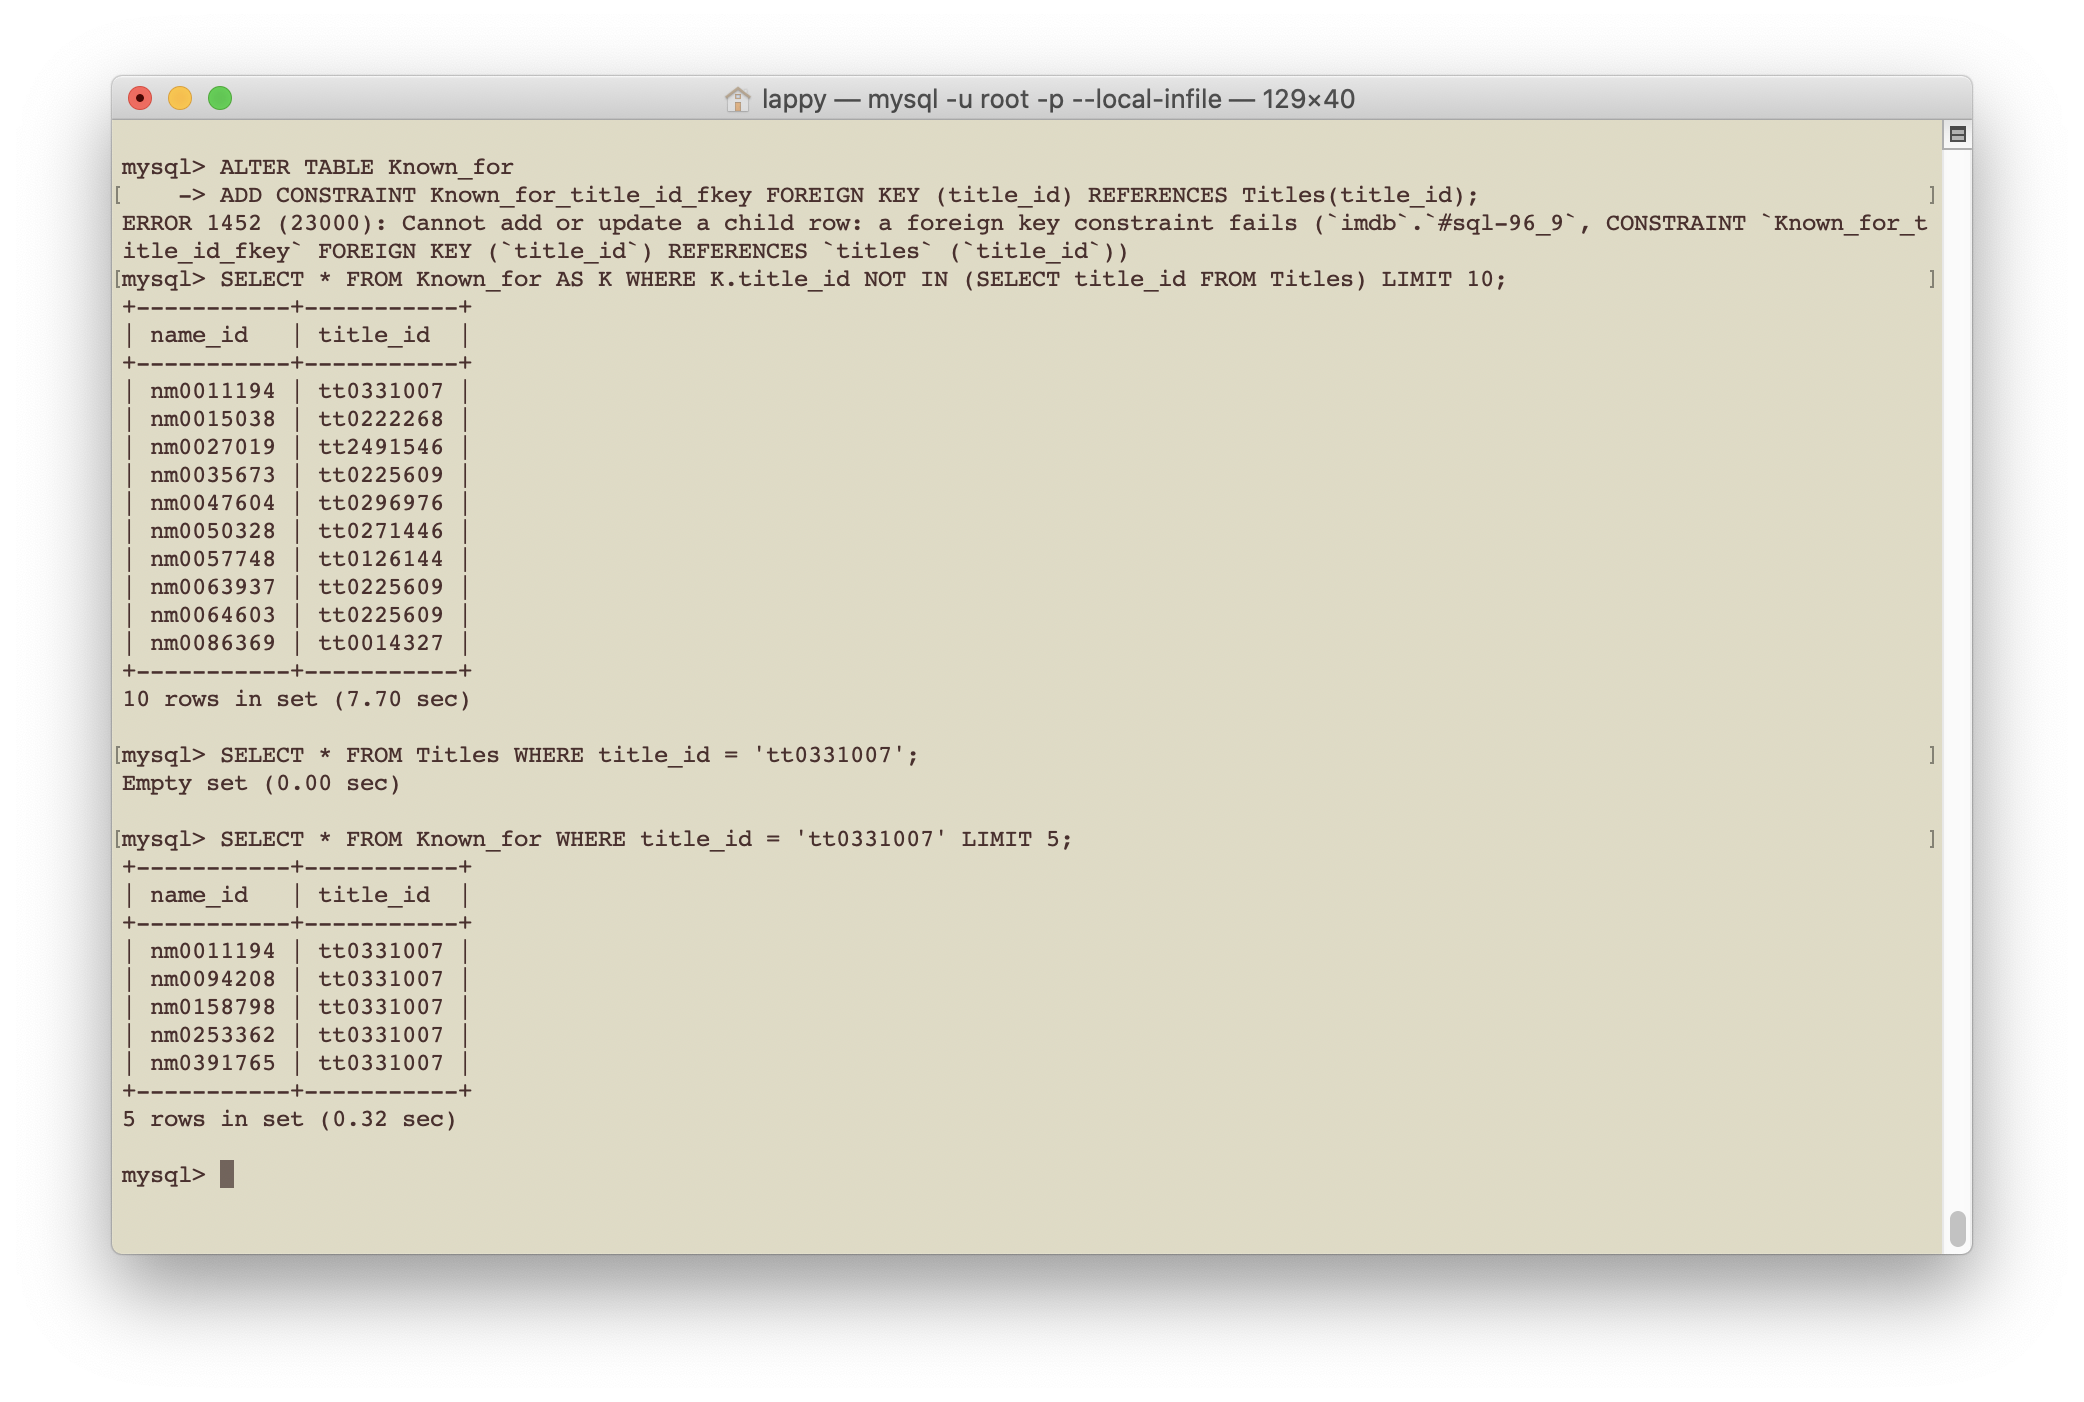 lappy — mysql -u root -p --local-infile — 129×40
mysql> ALTER TABLE Known_for
[    -> ADD CONSTRAINT Known_for_title_id_fkey FOREIGN KEY (title_id) REFERENCES Titles(title_id); ]
ERROR 1452 (23000): Cannot add or update a child row: a foreign key constraint fails (`imdb`.`#sql-96_9`, CONSTRAINT `Known_for_t
itle_id_fkey` FOREIGN KEY (`title_id`) REFERENCES `titles` (`title_id`))
[mysql> SELECT * FROM Known_for AS K WHERE K.title_id NOT IN (SELECT title_id FROM Titles) LIMIT 10; ]
+-----------+-----------+
| name_id   | title_id  |
+-----------+-----------+
| nm0011194 | tt0331007 |
| nm0015038 | tt0222268 |
| nm0027019 | tt2491546 |
| nm0035673 | tt0225609 |
| nm0047604 | tt0296976 |
| nm0050328 | tt0271446 |
| nm0057748 | tt0126144 |
| nm0063937 | tt0225609 |
| nm0064603 | tt0225609 |
| nm0086369 | tt0014327 |
+-----------+-----------+
10 rows in set (7.70 sec)
[mysql> SELECT * FROM Titles WHERE title_id = 'tt0331007'; ]
Empty set (0.00 sec)
[mysql> SELECT * FROM Known_for WHERE title_id = 'tt0331007' LIMIT 5; ]
+-----------+-----------+
| name_id   | title_id  |
+-----------+-----------+
| nm0011194 | tt0331007 |
| nm0094208 | tt0331007 |
| nm0158798 | tt0331007 |
| nm0253362 | tt0331007 |
| nm0391765 | tt0331007 |
+-----------+-----------+
5 rows in set (0.32 sec)
mysql>